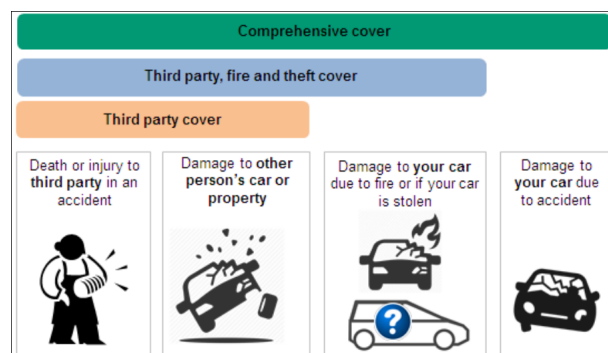 Comprehensive cover
Third party, fire and theft cover
Third party cover
Death or injury to
third party in an
accident
Damage to other
person's car or
property
Damage to your car
due to fire or if your car
is stolen
?
Damage to
your car due
to accident